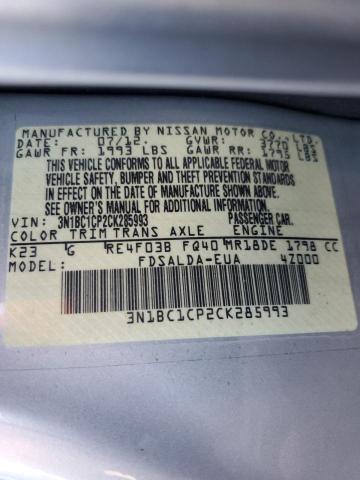 MANUFACTURED BY NISSAN MOTOR CO., LTD.
DATE: 07/12. GVWR: 3770 LBS
GAWR FR: 1993 LBS GAWR RR: 1795 LBS
THIS VEHICLE CONFORMS TO ALL APPLICABLE FEDERAL MOTOR
VEHICLE SAFETY, BUMPER AND THEFT PREVENTION STANDARDS
IN EFFECT ON THE DATE OF MANUFACTURE SHOWN ABOVE.
SEE OWNER'S MANUAL FOR ADDITIONAL INFORMATION.
VIN: 3N1BC1CP2CK285993 PASSENGER CAR.
COLOR TRIM TRANS AXLE ENGINE
K23 G RE4F03B FQ40 MR18DE 1798 CC
MODEL: FDSALDA-EUA 4Z000
3N1BC1CP2CK285993